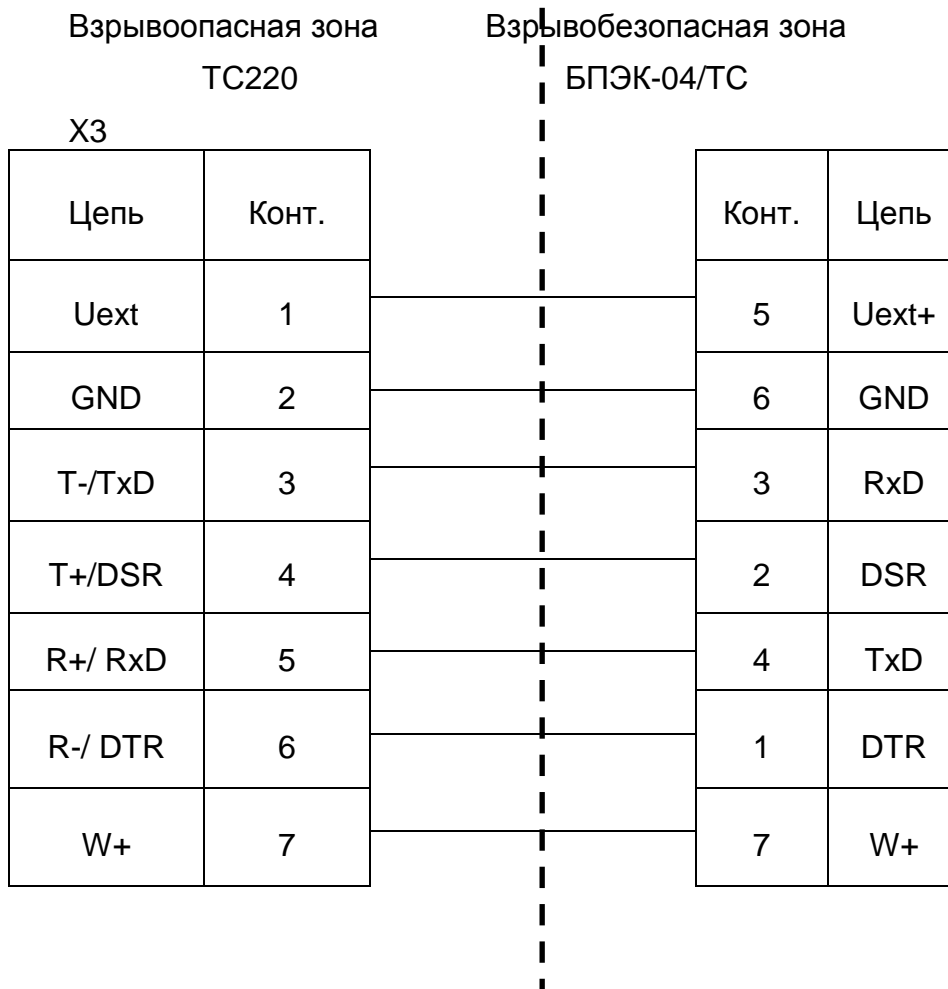 Взрывоопасная зона Взрывобезопасная зона
ТС220 БПЭК-04/ТС
Х3
Цепь Конт. Конт. Цепь
Uext 1 5 Uext+
GND 2 6 GND
T-/TxD 3 3 RxD
T+/DSR 4 2 DSR
R+/ RxD 5 4 TxD
R-/ DTR 6 1 DTR
W+ 7 7 W+